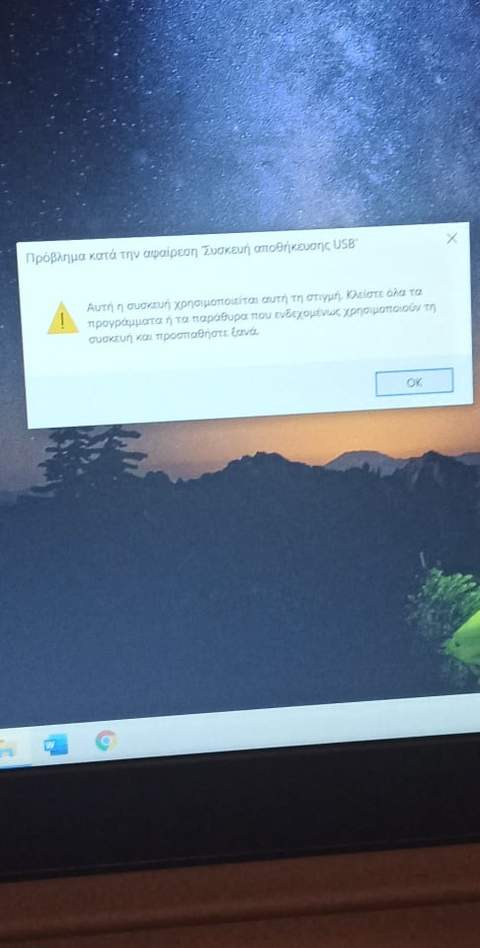 Πρόβλημα κατά την αφαίρεση 'Συσκευή αποθήκευσης USB'
Αυτή η συσκευή χρησιμοποιείται αυτή τη στιγμή. Κλείστε όλα τα
προγράμματα ή τα παράθυρα που ενδεχομένως χρησιμοποιούν τη
συσκευή και προσπαθήστε ξανά.
OK
W